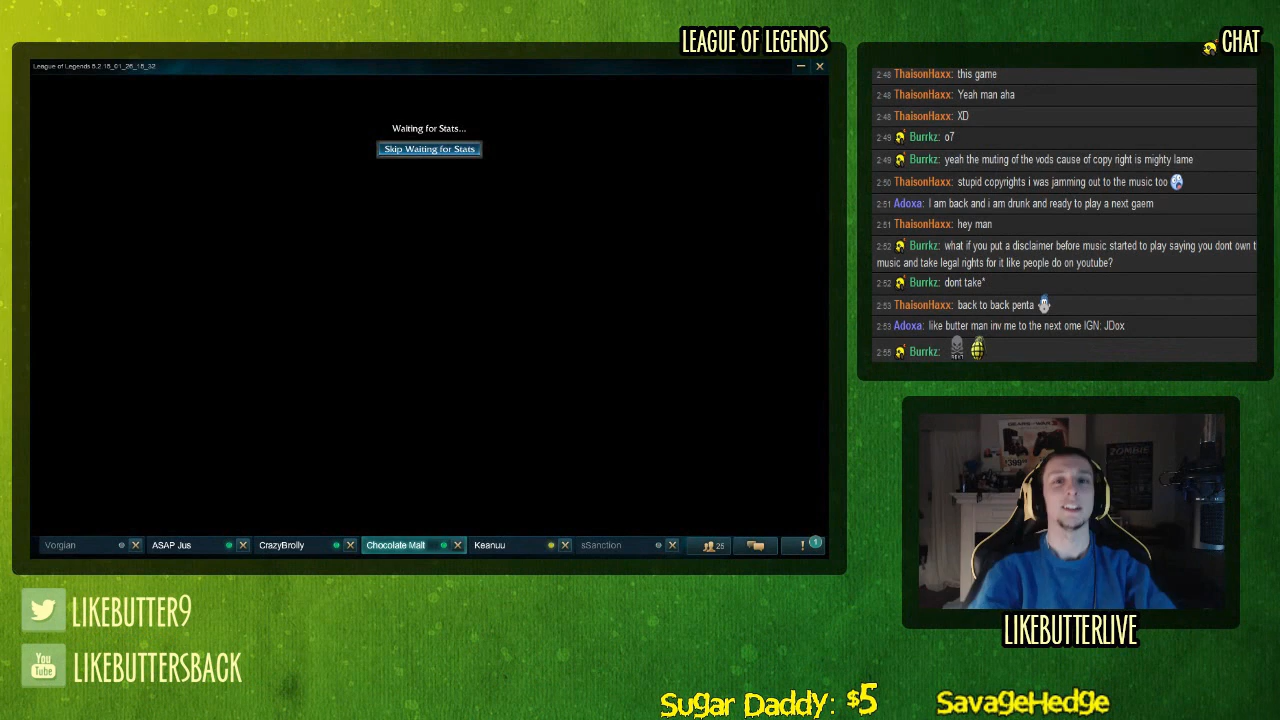 LEAGUE OF LEGENDS
CHAT
League of Legends 5.2.15_01_26_15_32
Waiting for Stats...
Skip Waiting for Stats
Vorgian
ASAP Jus
CrazyBrolly
Chocolate Malt
Keanuu
sSanction
25
1
2:48 ThaisonHaxx: this game
2:48 ThaisonHaxx: Yeah man aha
2:48 ThaisonHaxx: XD
2:49 Burrkz: o7
2:49 Burrkz: yeah the muting of the vods cause of copy right is mighty lame
2:50 ThaisonHaxx: stupid copyrights i was jamming out to the music too
2:51 Adoxa: I am back and i am drunk and ready to play a next gaem
2:51 ThaisonHaxx: hey man
2:52 Burrkz: what if you put a disclaimer before music started to play saying you dont own t
music and take legal rights for it like people do on youtube?
2:52 Burrkz: dont take*
2:53 ThaisonHaxx: back to back penta
2:53 Adoxa: like butter man inv me to the next ome IGN: JDox
2:55 Burrkz:
ZOMBIE
LIKEBUTTERLIVE
LIKEBUTTER9
You Tube LIKEBUTTERSBACK
Sugar Daddy: $5 SavageHedge